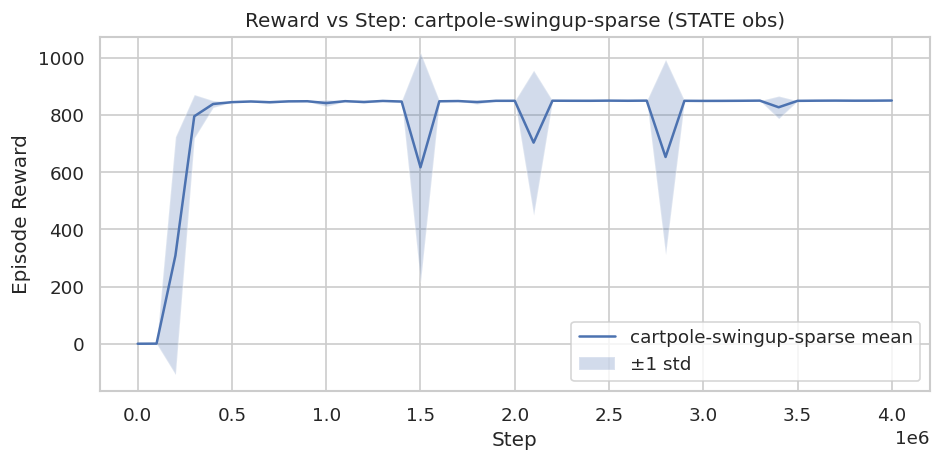 Reward vs Step: cartpole-swingup-sparse (STATE obs)
Episode Reward
1000
800
600
400
200
0
cartpole-swingup-sparse mean
±1 std
0.0 0.5 1.0 1.5 2.0 2.5 3.0 3.5 4.0
1e6
Step